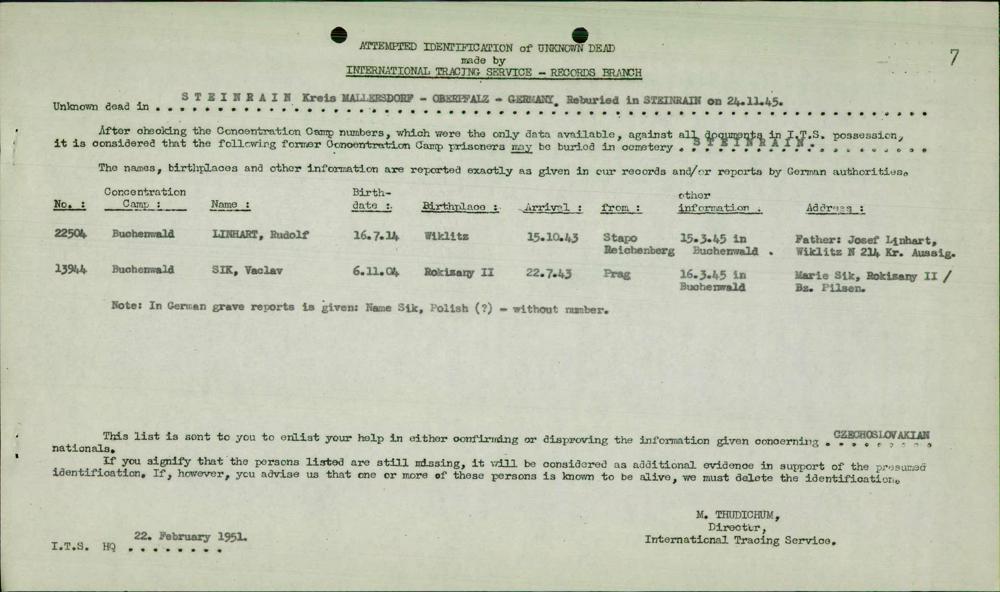 7
ATTEMPTED IDENTIFICATION of UNKNOWN DEAD
made by
INTERNATIONAL TRACING SERVICE - RECORDS BRANCH
Unknown dead in STEINRAIN Kreis MALLERSDORF - OBERPFALZ - GERMANY, Reburied in STEINRAIN on 24.11.45.
After checking the Concentration Camp numbers, which were the only data available, against all documents in I.T.S. possession,
it is considered that the following former Concentration Camp prisoners may be buried in cemetery STEINRAIN.
The names, birthplaces and other information are reported exactly as given in our records and/or reports by German authorities.
No. : Concentration Camp : Name : Birth-date : Birthplace : Arrival : from : other information . Address :
22504 Buchenwald LINHART, Rudolf 16.7.14 Wiklitz 15.10.43 Stapo 15.3.45 in Father: Josef Linhart,
Reichenberg Buchenwald . Wiklitz N 214 Kr. Aussig.
13944 Buchenwald SIK, Vaclav 6.11.04 Rokizany II 22.7.43 Prag 16.3.45 in Marie Sik, Rokizany II /
Buchenwald Bz. Pilsen.
Note: In German grave reports is given: Name Sik, Polish (?) - without number.
This list is sent to you to enlist your help in either confirming or disproving the information given concerning CZECHOSLOVAKIAN
nationals.
If you signify that the persons listed are still missing, it will be considered as additional evidence in support of the presumed
identification. If, however, you advise us that one or more of these persons is known to be alive, we must delete the identification.
M. THUDICHUM,
Director,
International Tracing Service.
I.T.S. HQ 22. February 1951.